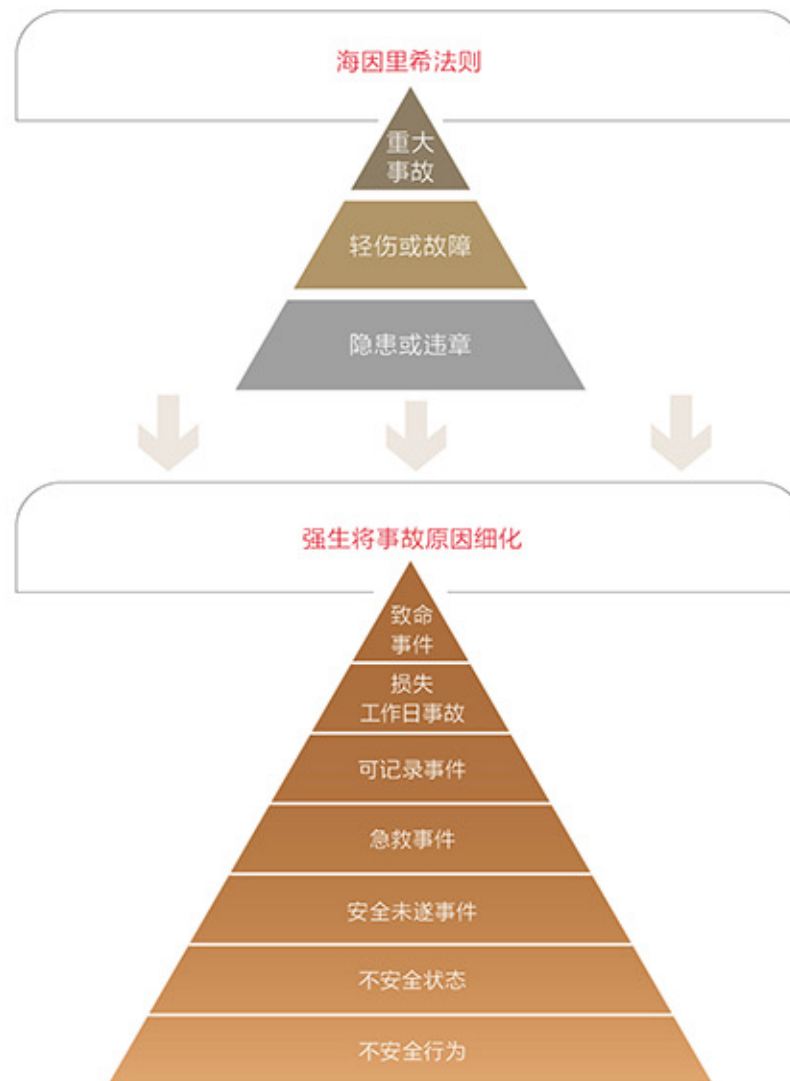 海因里希法则
重大
事故
轻伤或故障
隐患或违章
强生将事故原因细化
致命
事件
损失
工作日事故
可记录事件
急救事件
安全未遂事件
不安全状态
不安全行为